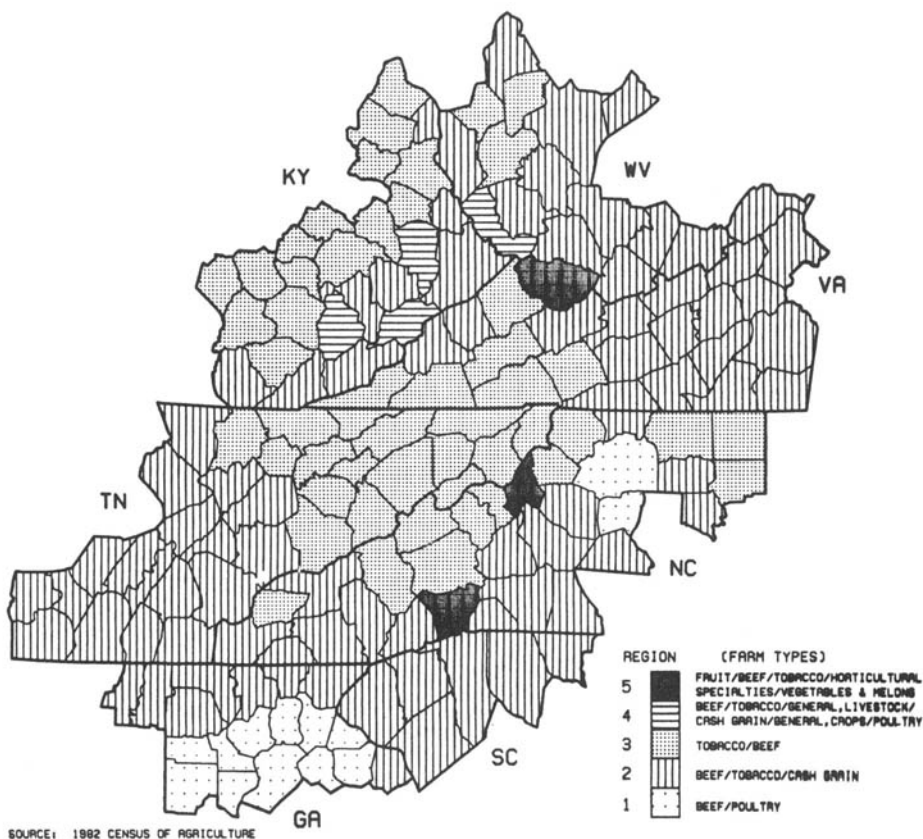 KY
WV
VA
TN
NC
SC
GA
REGION (FARM TYPES)
5 FRUIT/BEEF/TOBACCO/HORTICULTURAL
SPECIALTIES/VEGETABLES & MELONS
4 BEEF/TOBACCO/GENERAL,LIVESTOCK/
CASH GRAIN/GENERAL,CROPS/POULTRY
3 TOBACCO/BEEF
2 BEEF/TOBACCO/CASH GRAIN
1 BEEF/POULTRY
SOURCE: 1982 CENSUS OF AGRICULTURE